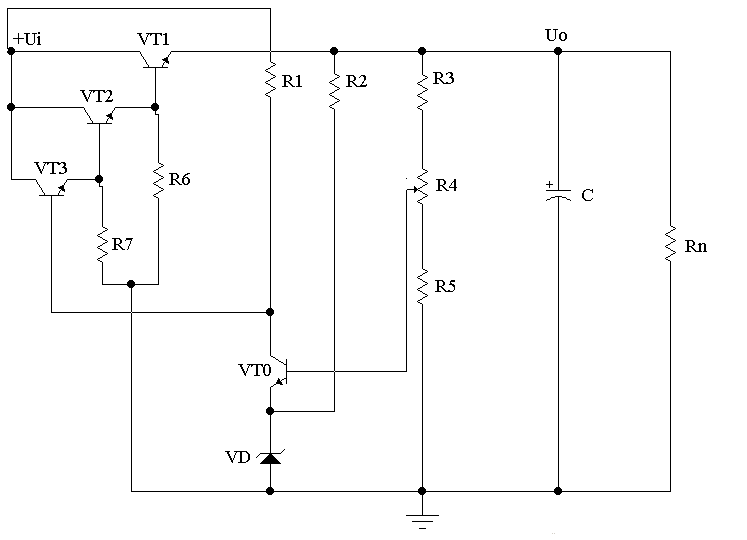 +Ui
VT1
Uo
R1
R2
R3
VT2
VT3
R6
R4
+
C
R7
Rn
R5
VT0
VD